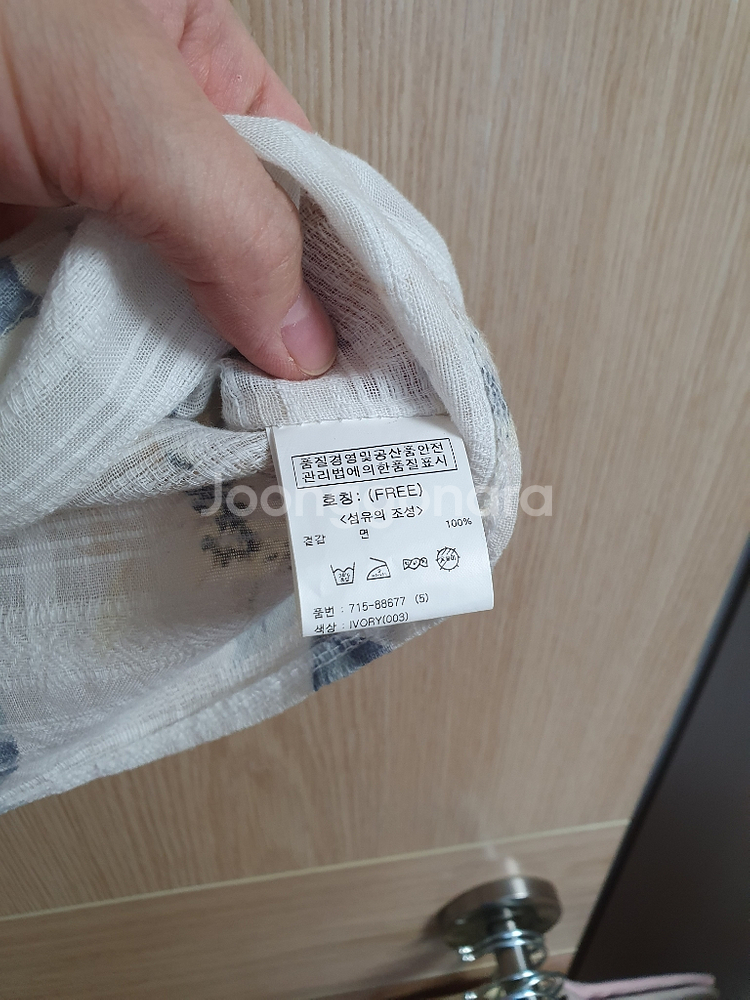 품질경영및공산품안전
관리법에의한품질표시
호칭: (FREE)
<섬유의 조성>
겉감 면 100%
품번 : 715-88677 (5)
색상 : IVORY(003)
Joonggonara